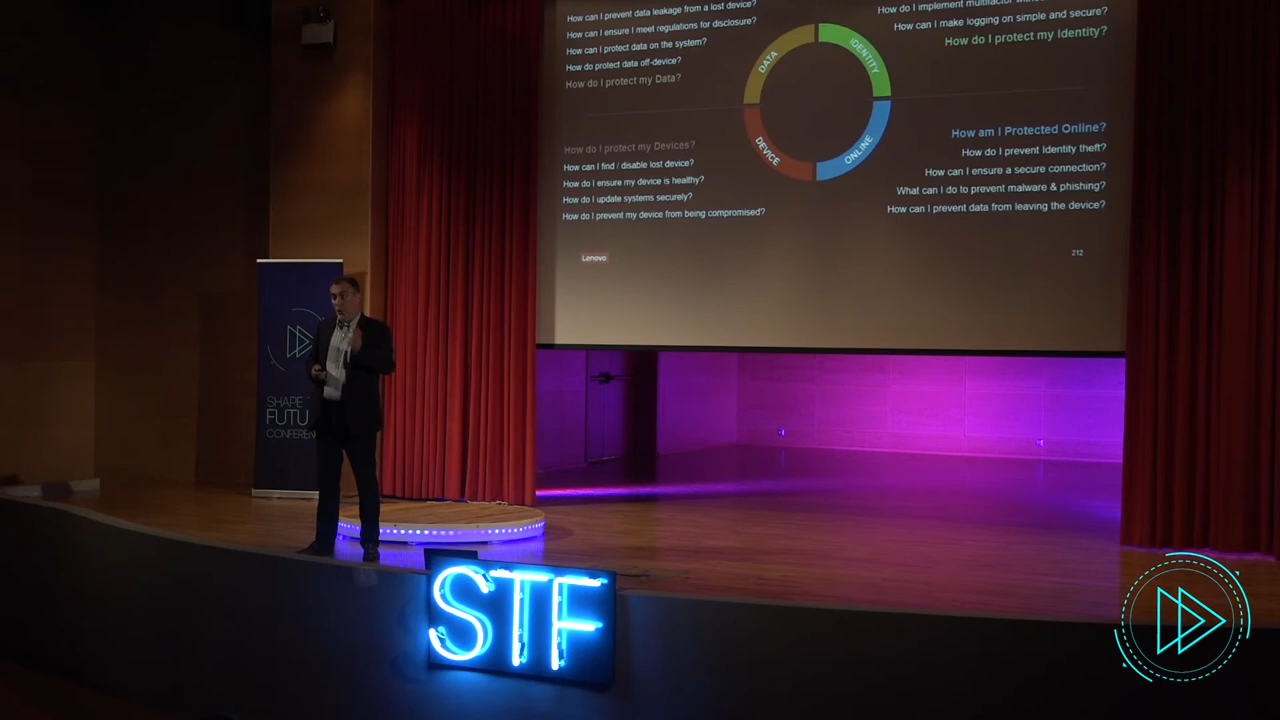 How can I prevent data leakage from a lost device?
How can I ensure I meet regulations for disclosure?
How can I protect data on the system?
How do protect data off-device?
How do I protect my Data?
How do I implement multifactor
How can I make logging on simple and secure?
How do I protect my Identity?
DATA
IDENTITY
DEVICE
ONLINE
How do I protect my Devices?
How can I find / disable lost device?
How do I ensure my device is healthy?
How do I update systems securely?
How do I prevent my device from being compromised?
How am I Protected Online?
How do I prevent Identity theft?
How can I ensure a secure connection?
What can I do to prevent malware & phishing?
How can I prevent data from leaving the device?
Lenovo
212
SHAPE
FUTU
CONFEREN
STF